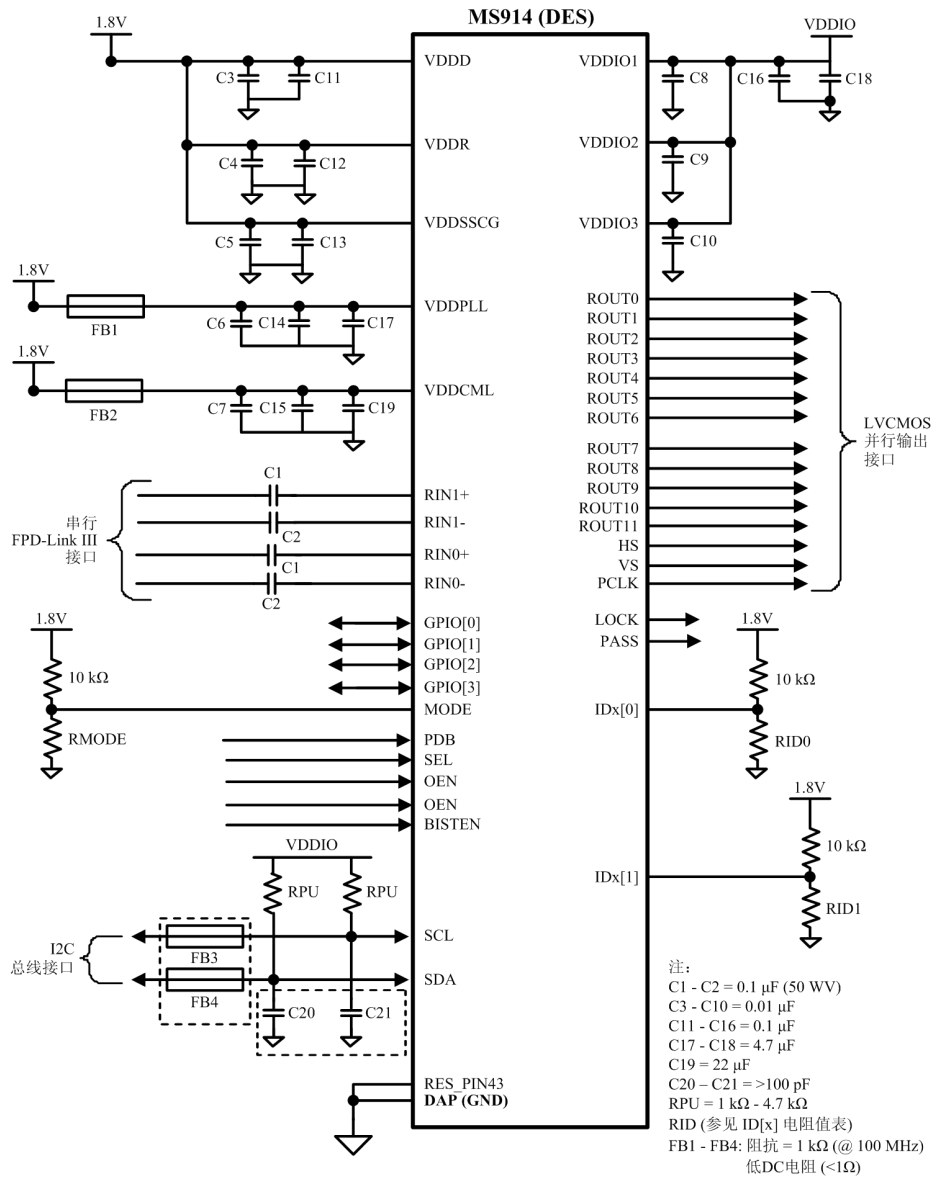 MS914 (DES)
1.8V
VDDD
C3
C11
VDDR
C4
C12
VDDSSCG
C5
C13
1.8V
FB1
VDDPLL
C6
C14
C17
1.8V
FB2
VDDCML
C7
C15
C19
串行
FPD-Link III
接口
C1
RIN1+
RIN1-
C2
RIN0+
C1
RIN0-
C2
GPIO[0]
GPIO[1]
GPIO[2]
GPIO[3]
1.8V
10 kΩ
MODE
RMODE
PDB
SEL
OEN
OEN
BISTEN
VDDIO
RPU
RPU
I2C
总线接口
FB3
SCL
FB4
SDA
C20
C21
RES_PIN43
DAP (GND)
VDDIO
VDDIO1
C8
C16
C18
VDDIO2
C9
VDDIO3
C10
ROUT0
ROUT1
ROUT2
ROUT3
ROUT4
ROUT5
ROUT6
ROUT7
ROUT8
ROUT9
ROUT10
ROUT11
HS
VS
PCLK
LVCMOS
并行输出
接口
LOCK
PASS
1.8V
10 kΩ
IDx[0]
RID0
1.8V
10 kΩ
IDx[1]
RID1
注：
C1 - C2 = 0.1 μF (50 WV)
C3 - C10 = 0.01 μF
C11 - C16 = 0.1 μF
C17 - C18 = 4.7 μF
C19 = 22 μF
C20 – C21 = >100 pF
RPU = 1 kΩ - 4.7 kΩ
RID (参见 ID[x] 电阻值表)
FB1 - FB4: 阻抗 = 1 kΩ (@ 100 MHz)
低DC电阻 (<1Ω)